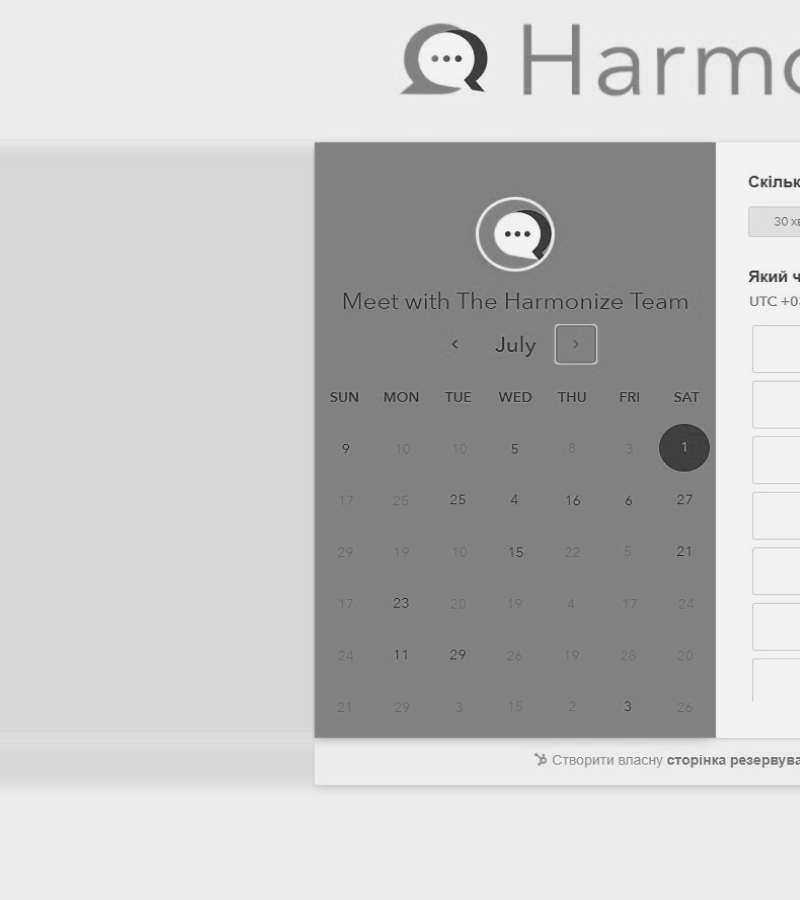 Harmo
Meet with The Harmonize Team
July
SUN MON TUE WED THU FRI SAT
9 10 10 5 8 3 1
17 25 25 4 16 6 27
29 19 10 15 22 5 21
17 23 20 19 4 17 24
24 11 29 26 19 28 20
21 29 3 15 2 3 26
Скільк
30 хв
Який ч
UTC +03
Створити власну сторінка резервува